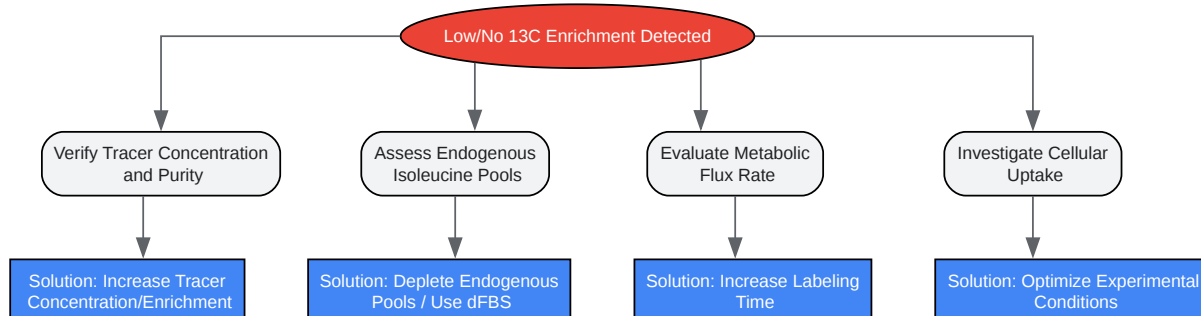 Low/No 13C Enrichment Detected
Verify Tracer Concentration
and Purity
Assess Endogenous
Isoleucine Pools
Evaluate Metabolic
Flux Rate
Investigate Cellular
Uptake
Solution: Increase Tracer
Concentration/Enrichment
Solution: Deplete Endogenous
Pools / Use dFBS
Solution: Increase Labeling
Time
Solution: Optimize Experimental
Conditions